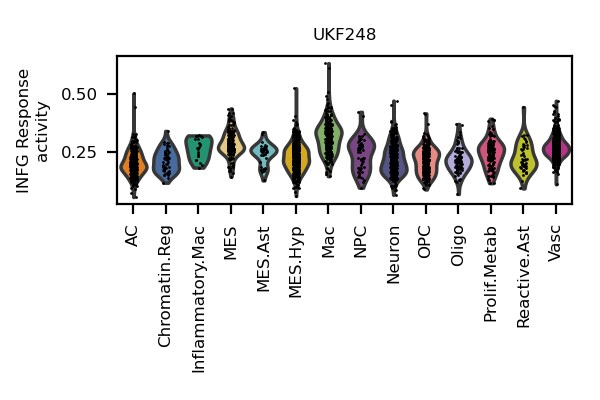 UKF248
INFG Response
activity
0.50
0.25
AC
Chromatin.Reg
Inflammatory.Mac
MES
MES.Ast
MES.Hyp
Mac
NPC
Neuron
OPC
Oligo
Prolif.Metab
Reactive.Ast
Vasc